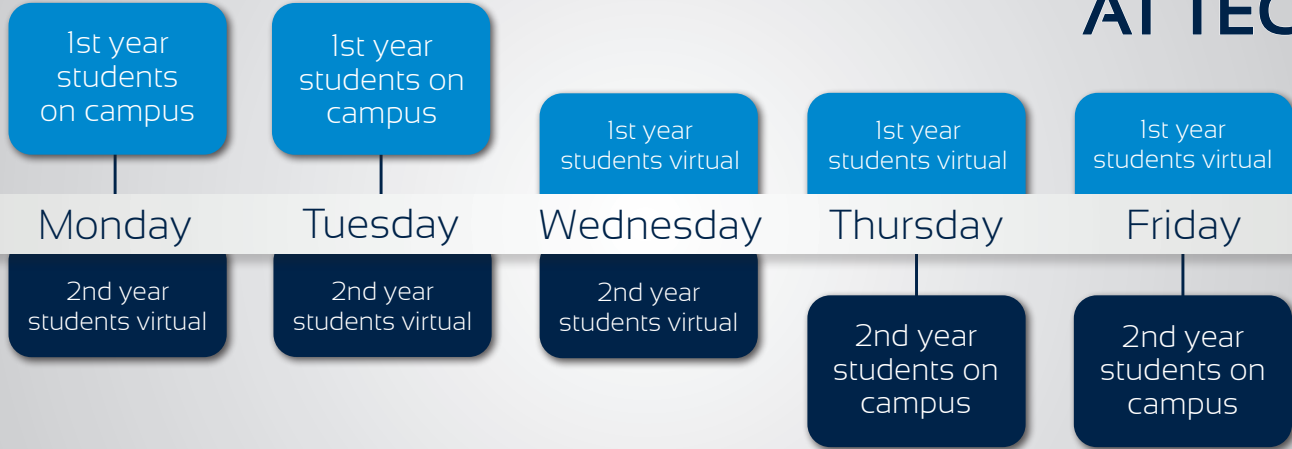 AT TEC
1st year
students
on campus
1st year
students on
campus
1st year
students virtual
1st year
students virtual
1st year
students virtual
Monday
Tuesday
Wednesday
Thursday
Friday
2nd year
students virtual
2nd year
students virtual
2nd year
students virtual
2nd year
students on
campus
2nd year
students on
campus